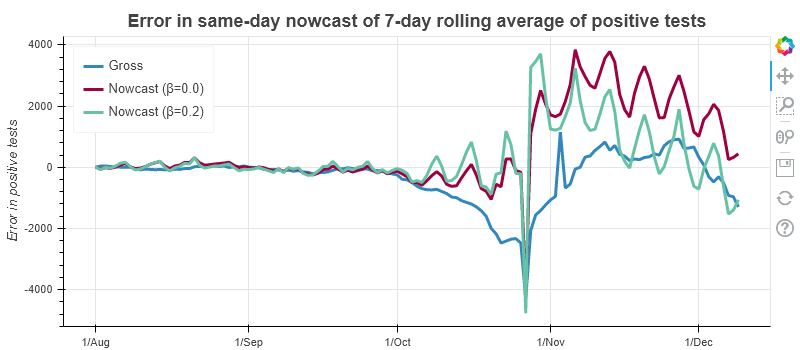 Error in same-day nowcast of 7-day rolling average of positive tests
Error in positive tests
4000
2000
0
-2000
-4000
Gross
Nowcast (β=0.0)
Nowcast (β=0.2)
1/Aug
1/Sep
1/Oct
1/Nov
1/Dec